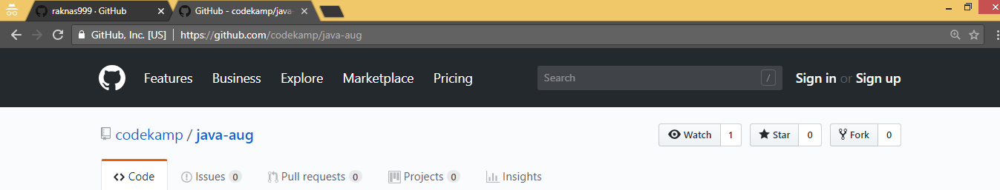 raknas999 · GitHub
GitHub - codekamp/java-
GitHub, Inc. [US] https://github.com/codekamp/java-aug
Features Business Explore Marketplace Pricing Search / Sign in or Sign up
codekamp / java-aug Watch 1 Star 0 Fork 0
Code Issues 0 Pull requests 0 Projects 0 Insights